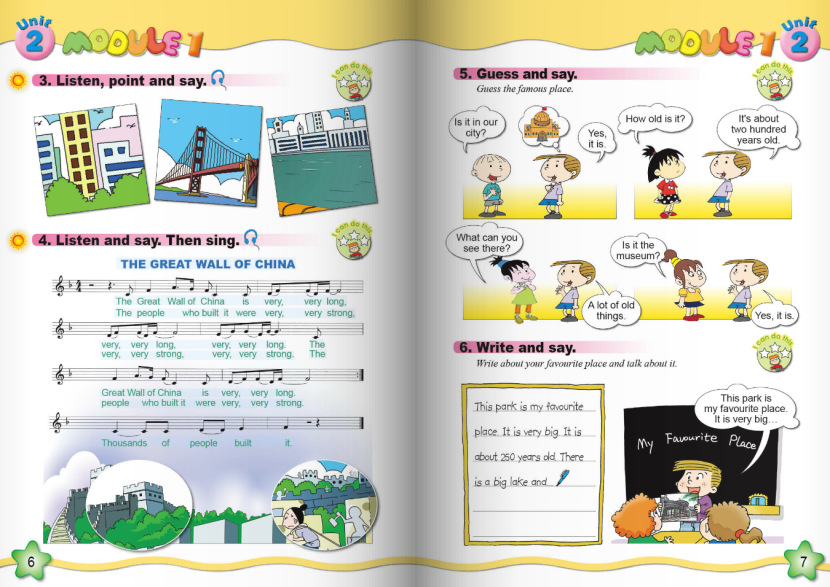 Unit
2
MODULE 1
3. Listen, point and say.
I can do this
4. Listen and say. Then sing.
I can do this
THE GREAT WALL OF CHINA
The Great Wall of China is very, very long,
The people who built it were very, very strong,
very, very long, very, very long. The
very, very strong, very, very strong. The
Great Wall of China is very, very long.
people who built it were very, very strong.
Thousands of people built it.
6
MODULE 1
Unit
2
5. Guess and say.
I can do this
Guess the famous place.
Is it in our
city?
Yes,
it is.
How old is it?
It's about
two hundred
years old.
What can you
see there?
A lot of old
things.
Is it the
museum?
Yes, it is.
6. Write and say.
I can do this
Write about your favourite place and talk about it.
This park is my favourite
place. It is very big. It is
about 250 years old. There
is a big lake and...
This park is
my favourite place.
It is very big...
My Favourite Place
7